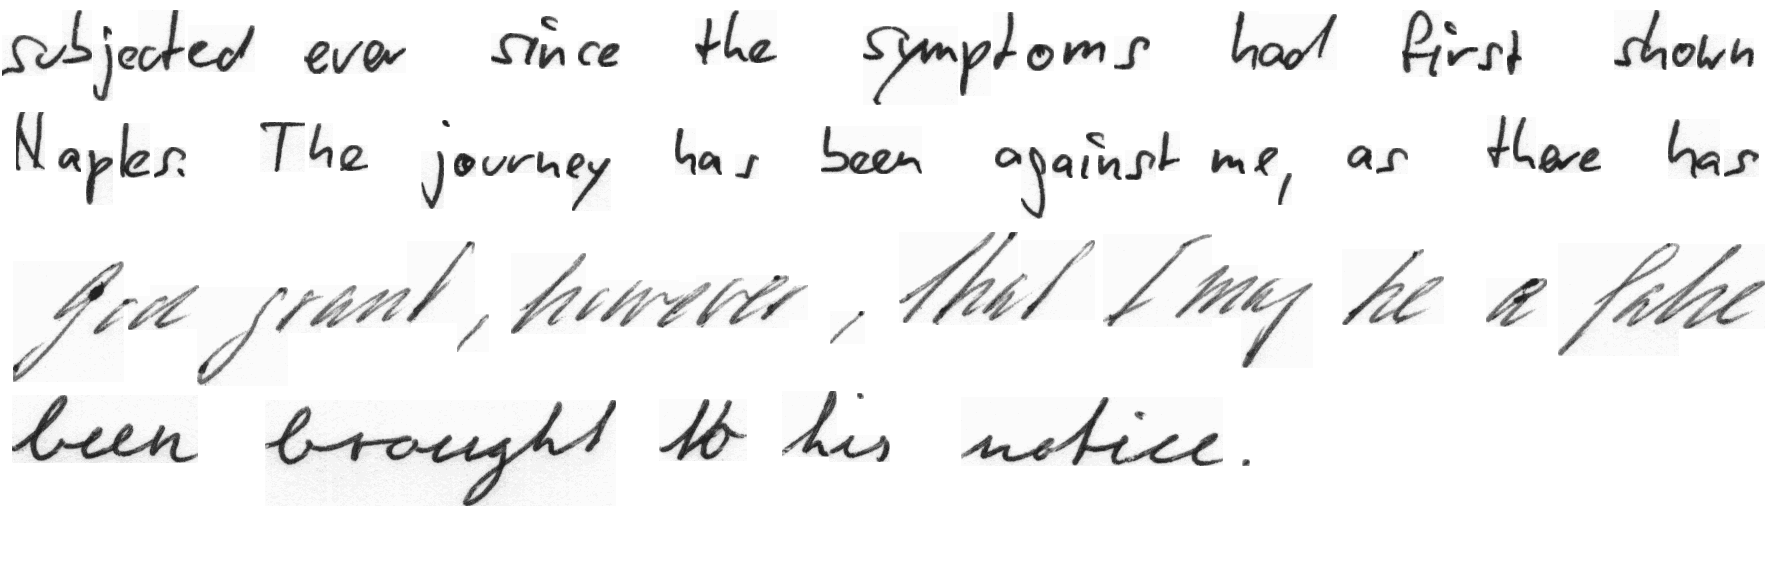 subjected ever since the symptoms had first shown
Naples. The journey has been against me, as there has
God grant, however, that I may be a false
been brought to his notice.